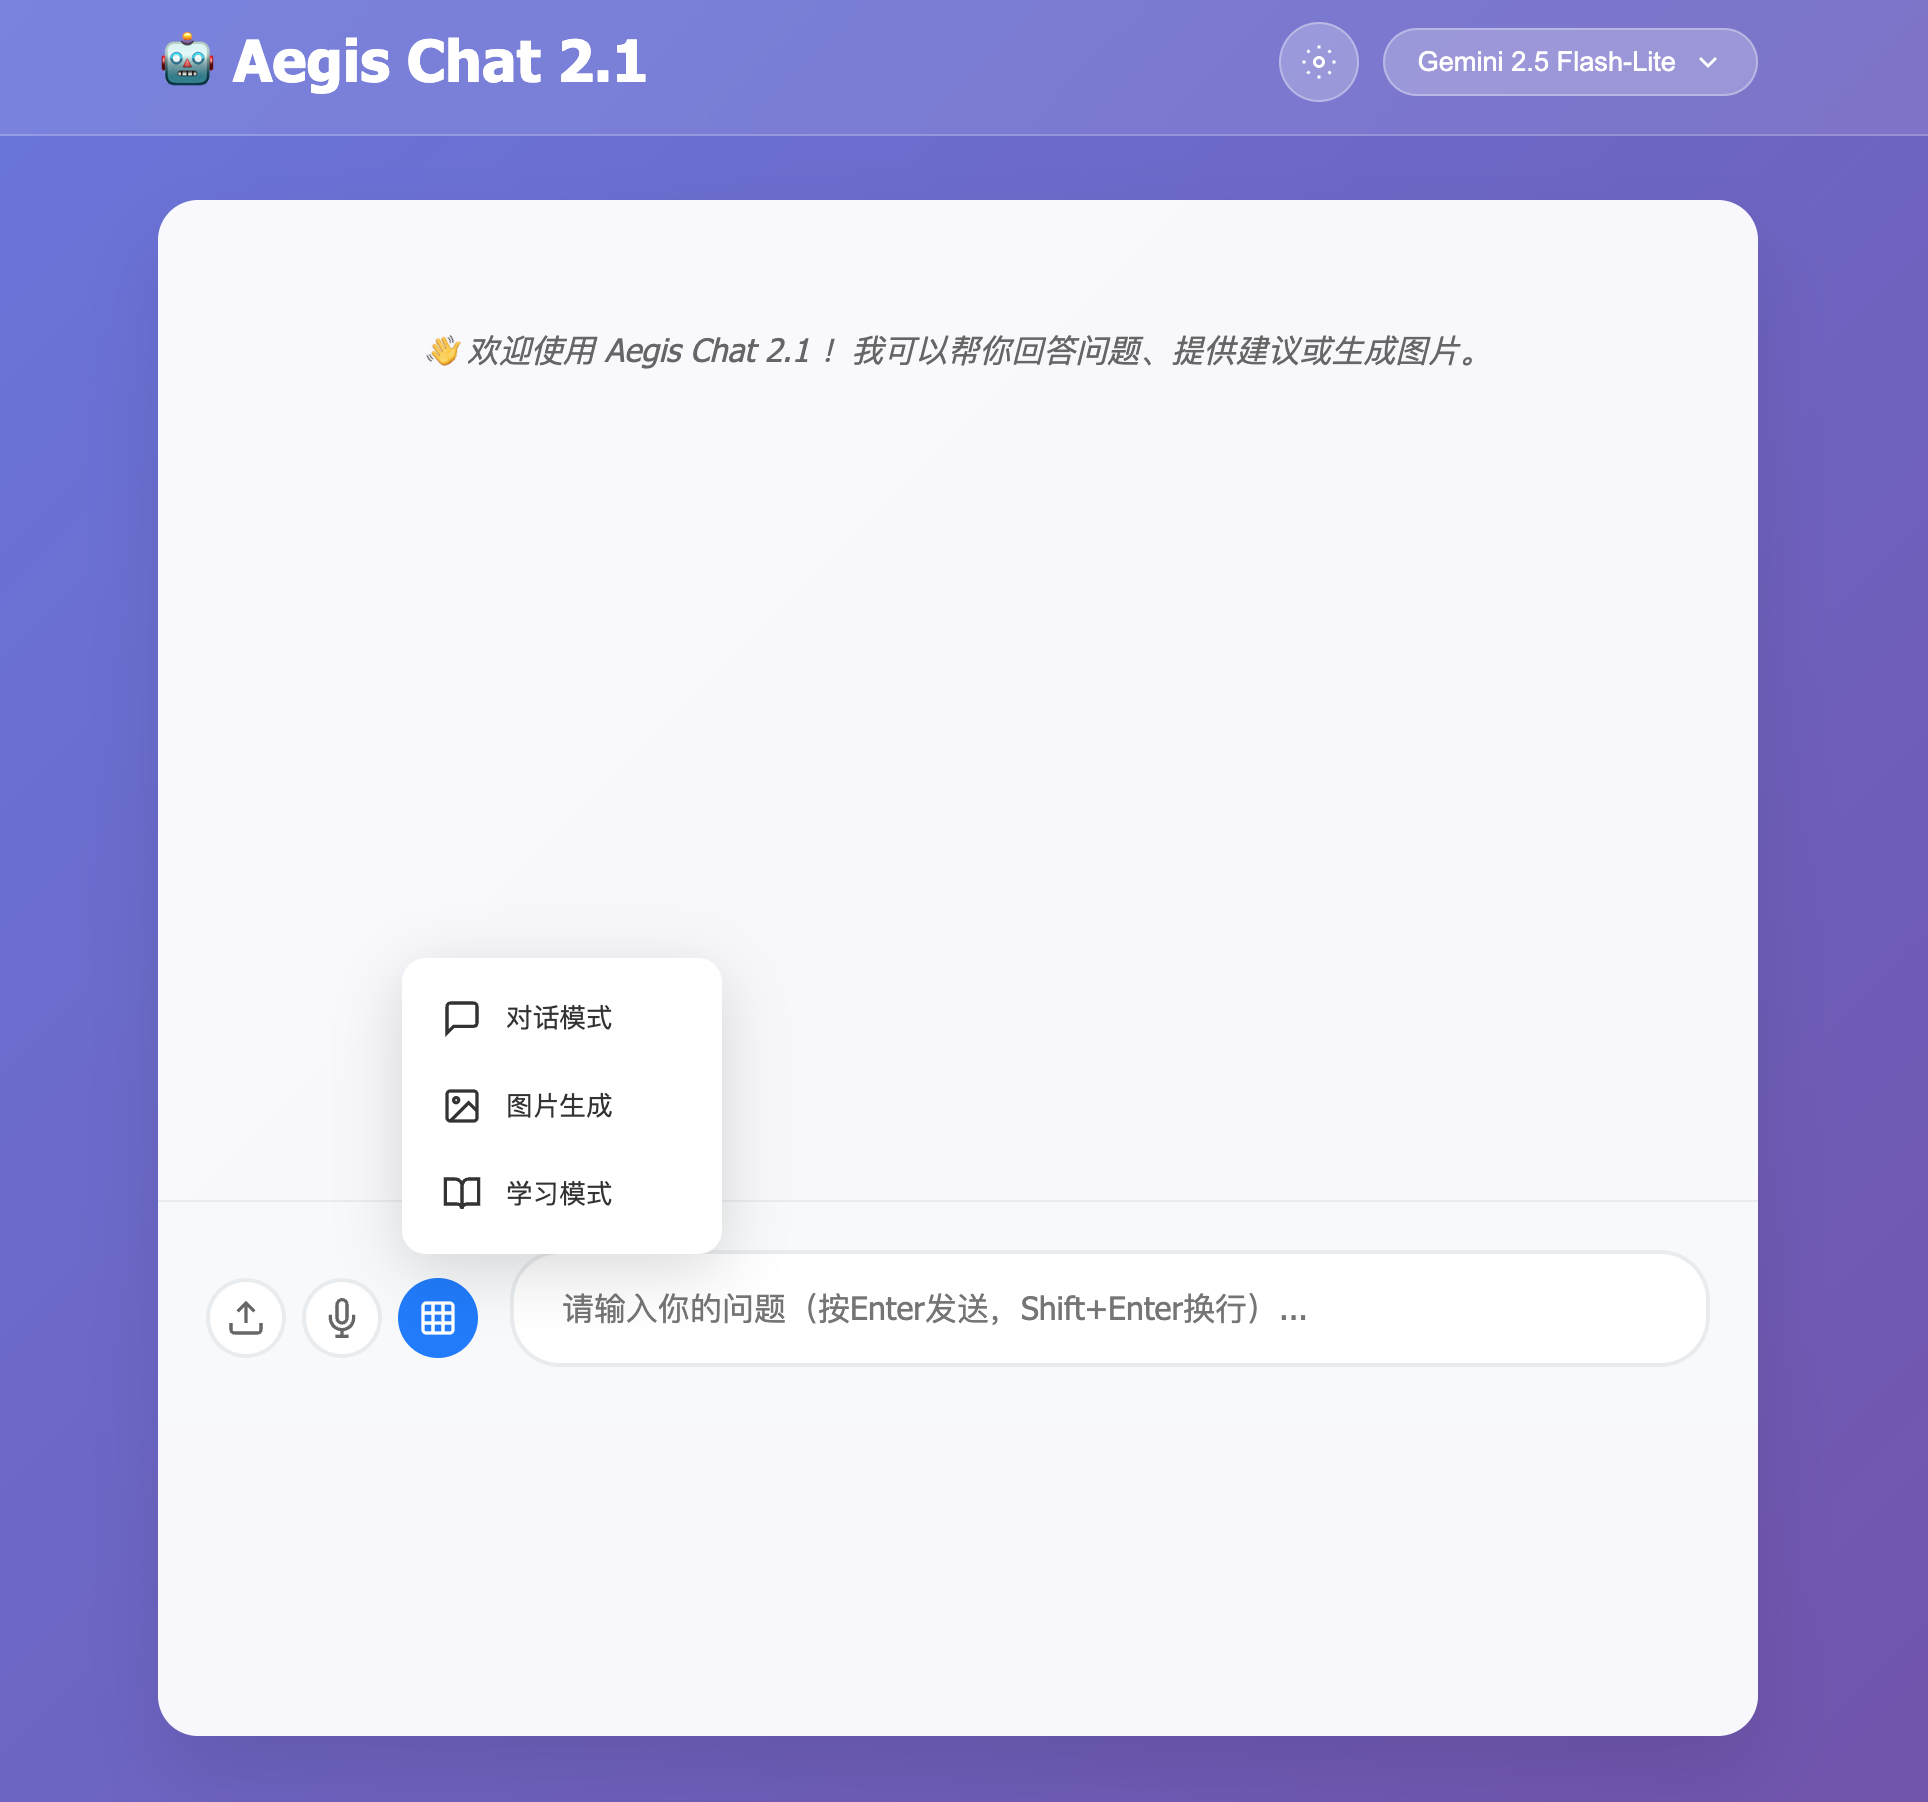 Aegis Chat 2.1
Gemini 2.5 Flash-Lite
欢迎使用 Aegis Chat 2.1！我可以帮你回答问题、提供建议或生成图片。
对话模式
图片生成
学习模式
请输入你的问题（按Enter发送，Shift+Enter换行）...